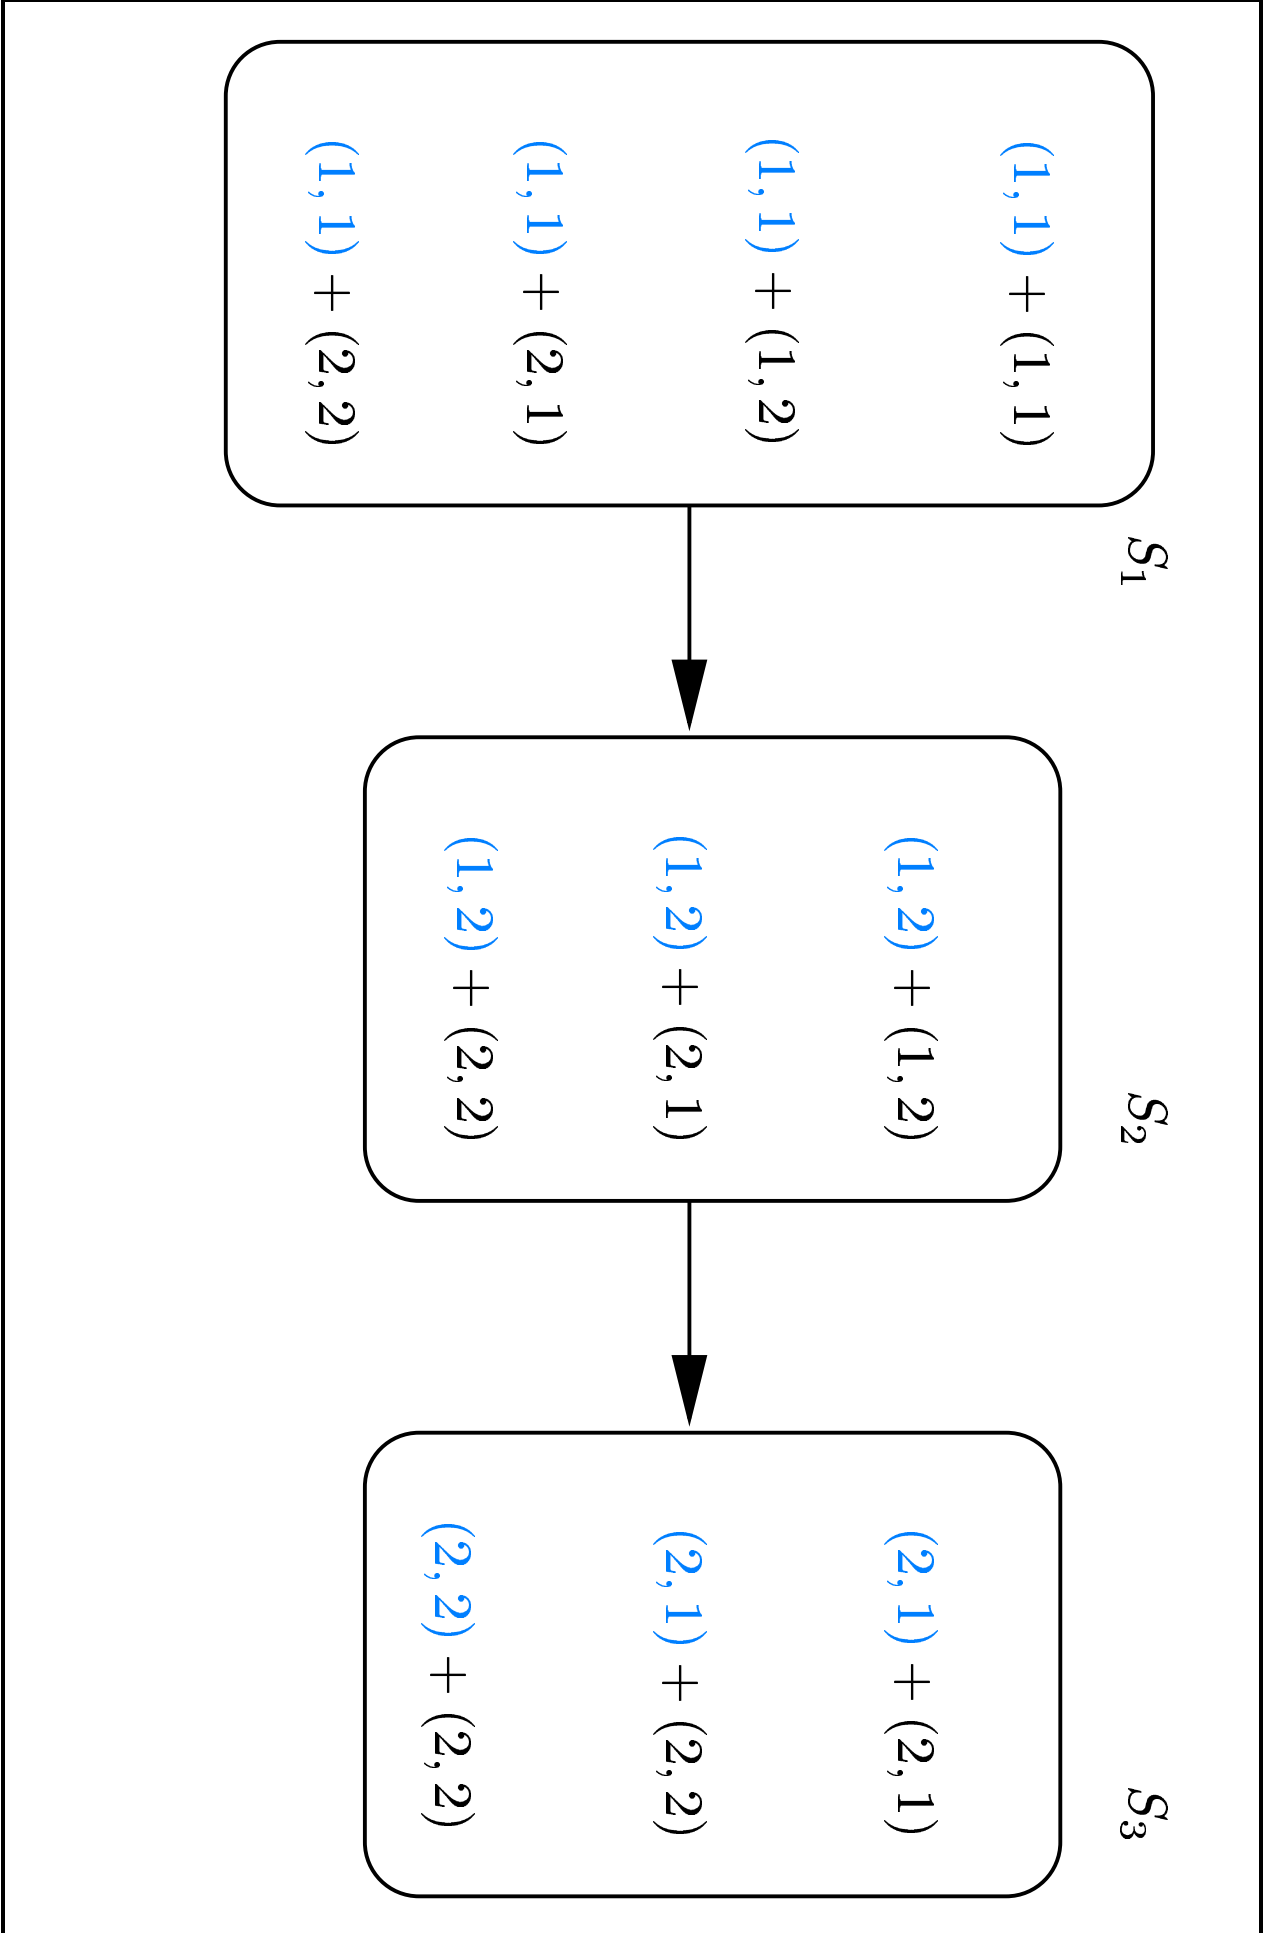 S₁
(1, 1) + (1, 1)
(1, 1) + (1, 2)
(1, 1) + (2, 1)
(1, 1) + (2, 2)
S₂
(1, 2) + (1, 2)
(1, 2) + (2, 1)
(1, 2) + (2, 2)
S₃
(2, 1) + (2, 1)
(2, 1) + (2, 2)
(2, 2) + (2, 2)